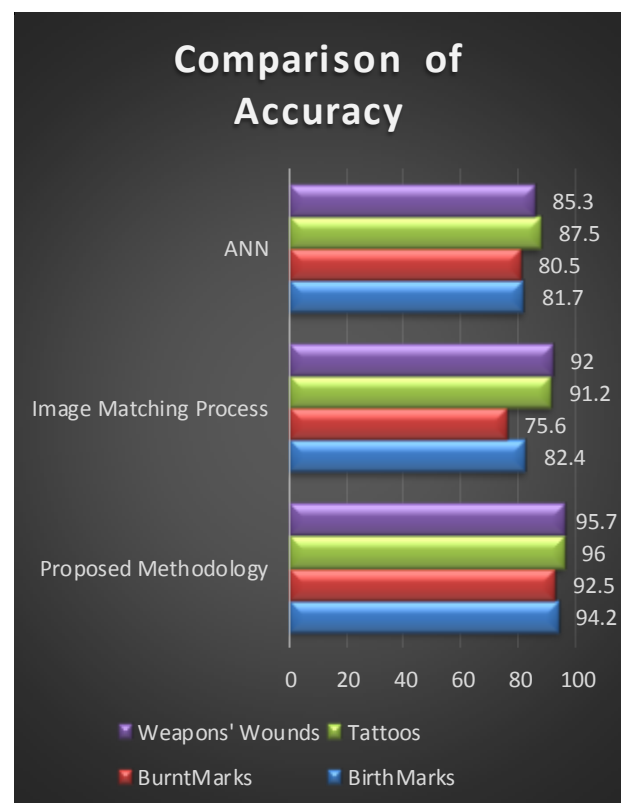 Comparison of
Accuracy
ANN
85.3
87.5
80.5
81.7
Image Matching Process
92
91.2
75.6
82.4
Proposed Methodology
95.7
96
92.5
94.2
0 20 40 60 80 100
Weapons' Wounds Tattoos
BurntMarks BirthMarks